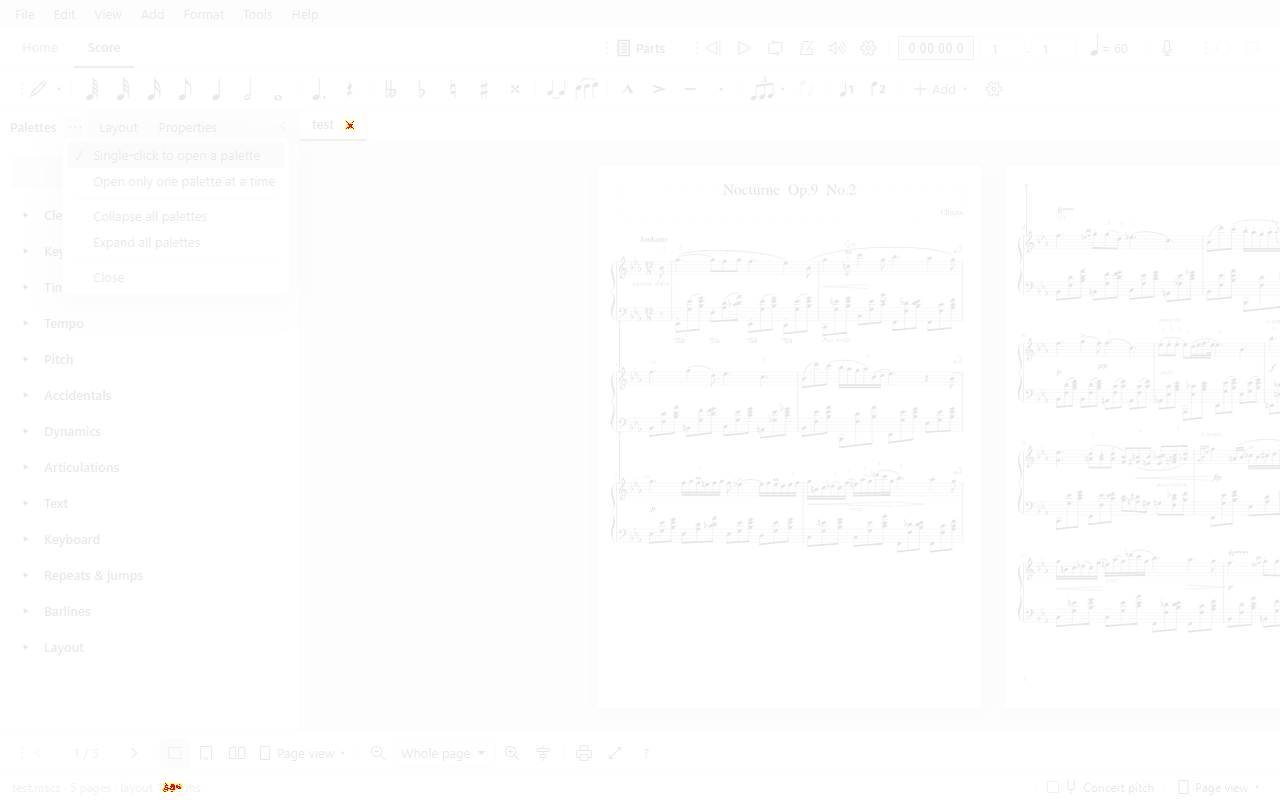 File Edit View Add Format Tools Help
Home Score Parts 0:00:00.0 1 . 1 = 60
Add
Palettes Layout Properties test
Single-click to open a palette
Open only one palette at a time
Collapse all palettes
Expand all palettes
Close
Tempo
Pitch
Accidentals
Dynamics
Articulations
Text
Keyboard
Repeats & jumps
Barlines
Layout
Nocturne Op.9 No.2
Chopin
Andante
1 / 5 Page view Whole page ?
test.mscz · 5 pages · layout
Concert pitch Page view